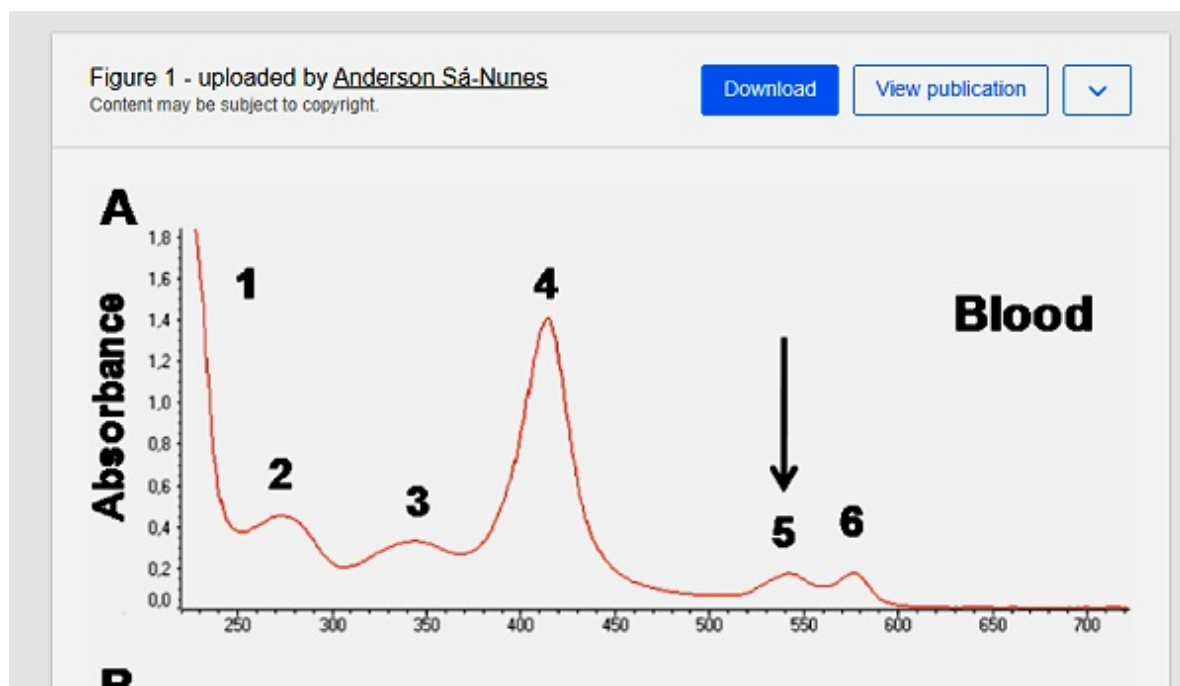 Figure 1 - uploaded by Anderson Sá-Nunes
Content may be subject to copyright.
Download
View publication
A
Absorbance
1,8
1,6
1,4
1,2
1,0
0,8
0,6
0,4
0,2
0,0
1
2
3
4
5
6
Blood
250 300 350 400 450 500 550 600 650 700